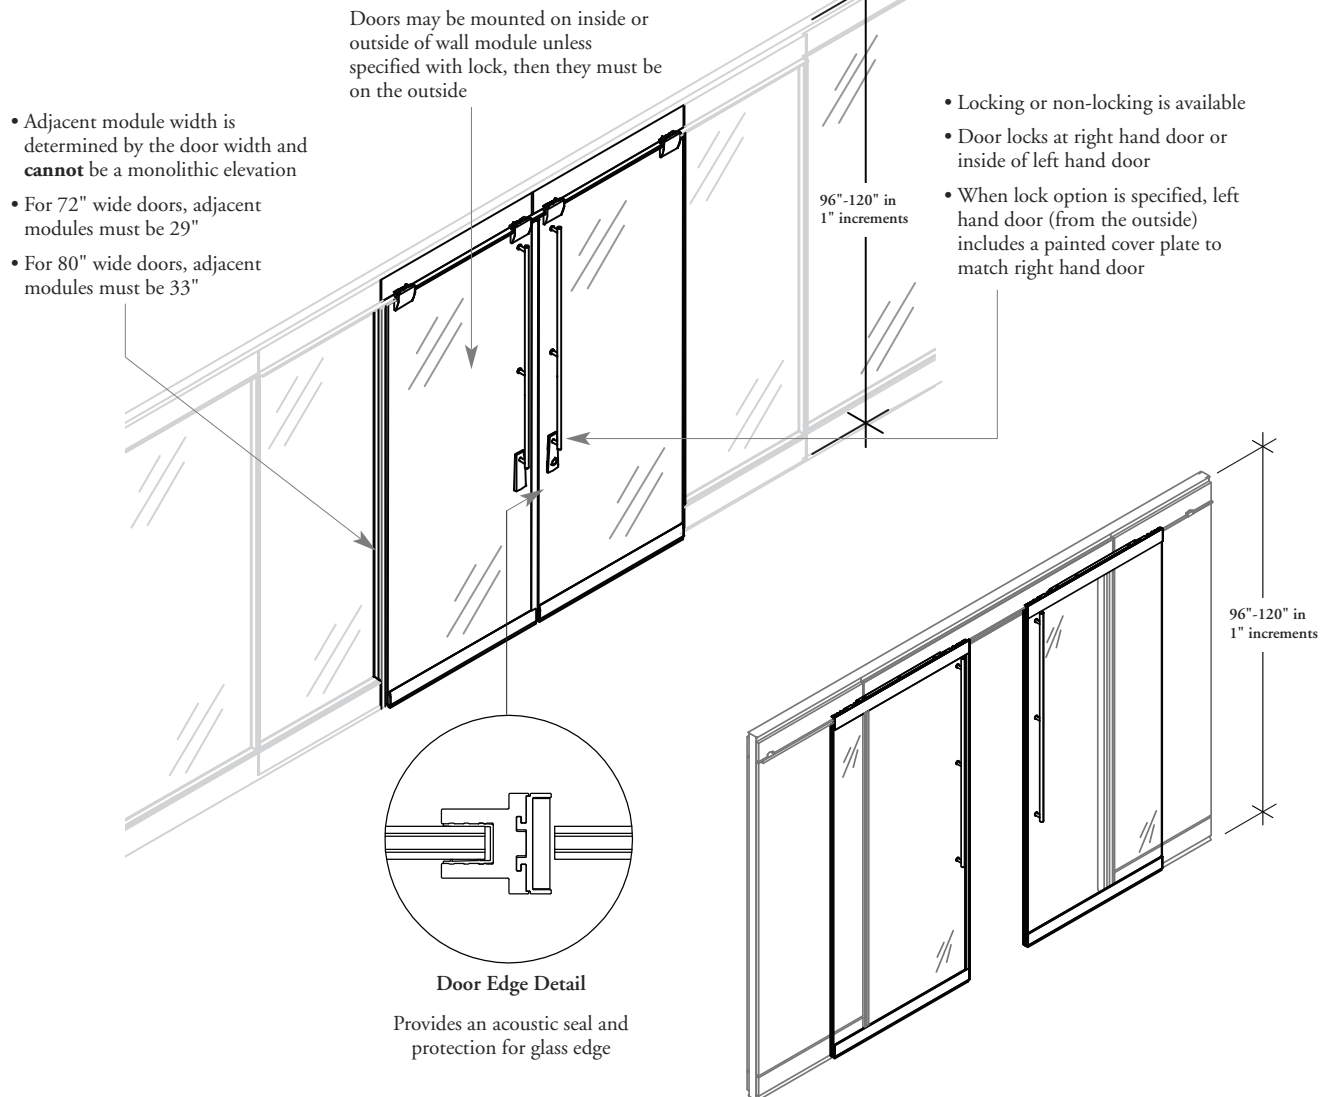 Doors may be mounted on inside or
outside of wall module unless
specified with lock, then they must be
on the outside
• Adjacent module width is
determined by the door width and
cannot be a monolithic elevation
• For 72" wide doors, adjacent
modules must be 29"
• For 80" wide doors, adjacent
modules must be 33"
96"-120" in
1" increments
• Locking or non-locking is available
• Door locks at right hand door or
inside of left hand door
• When lock option is specified, left
hand door (from the outside)
includes a painted cover plate to
match right hand door
96"-120" in
1" increments
Door Edge Detail
Provides an acoustic seal and
protection for glass edge